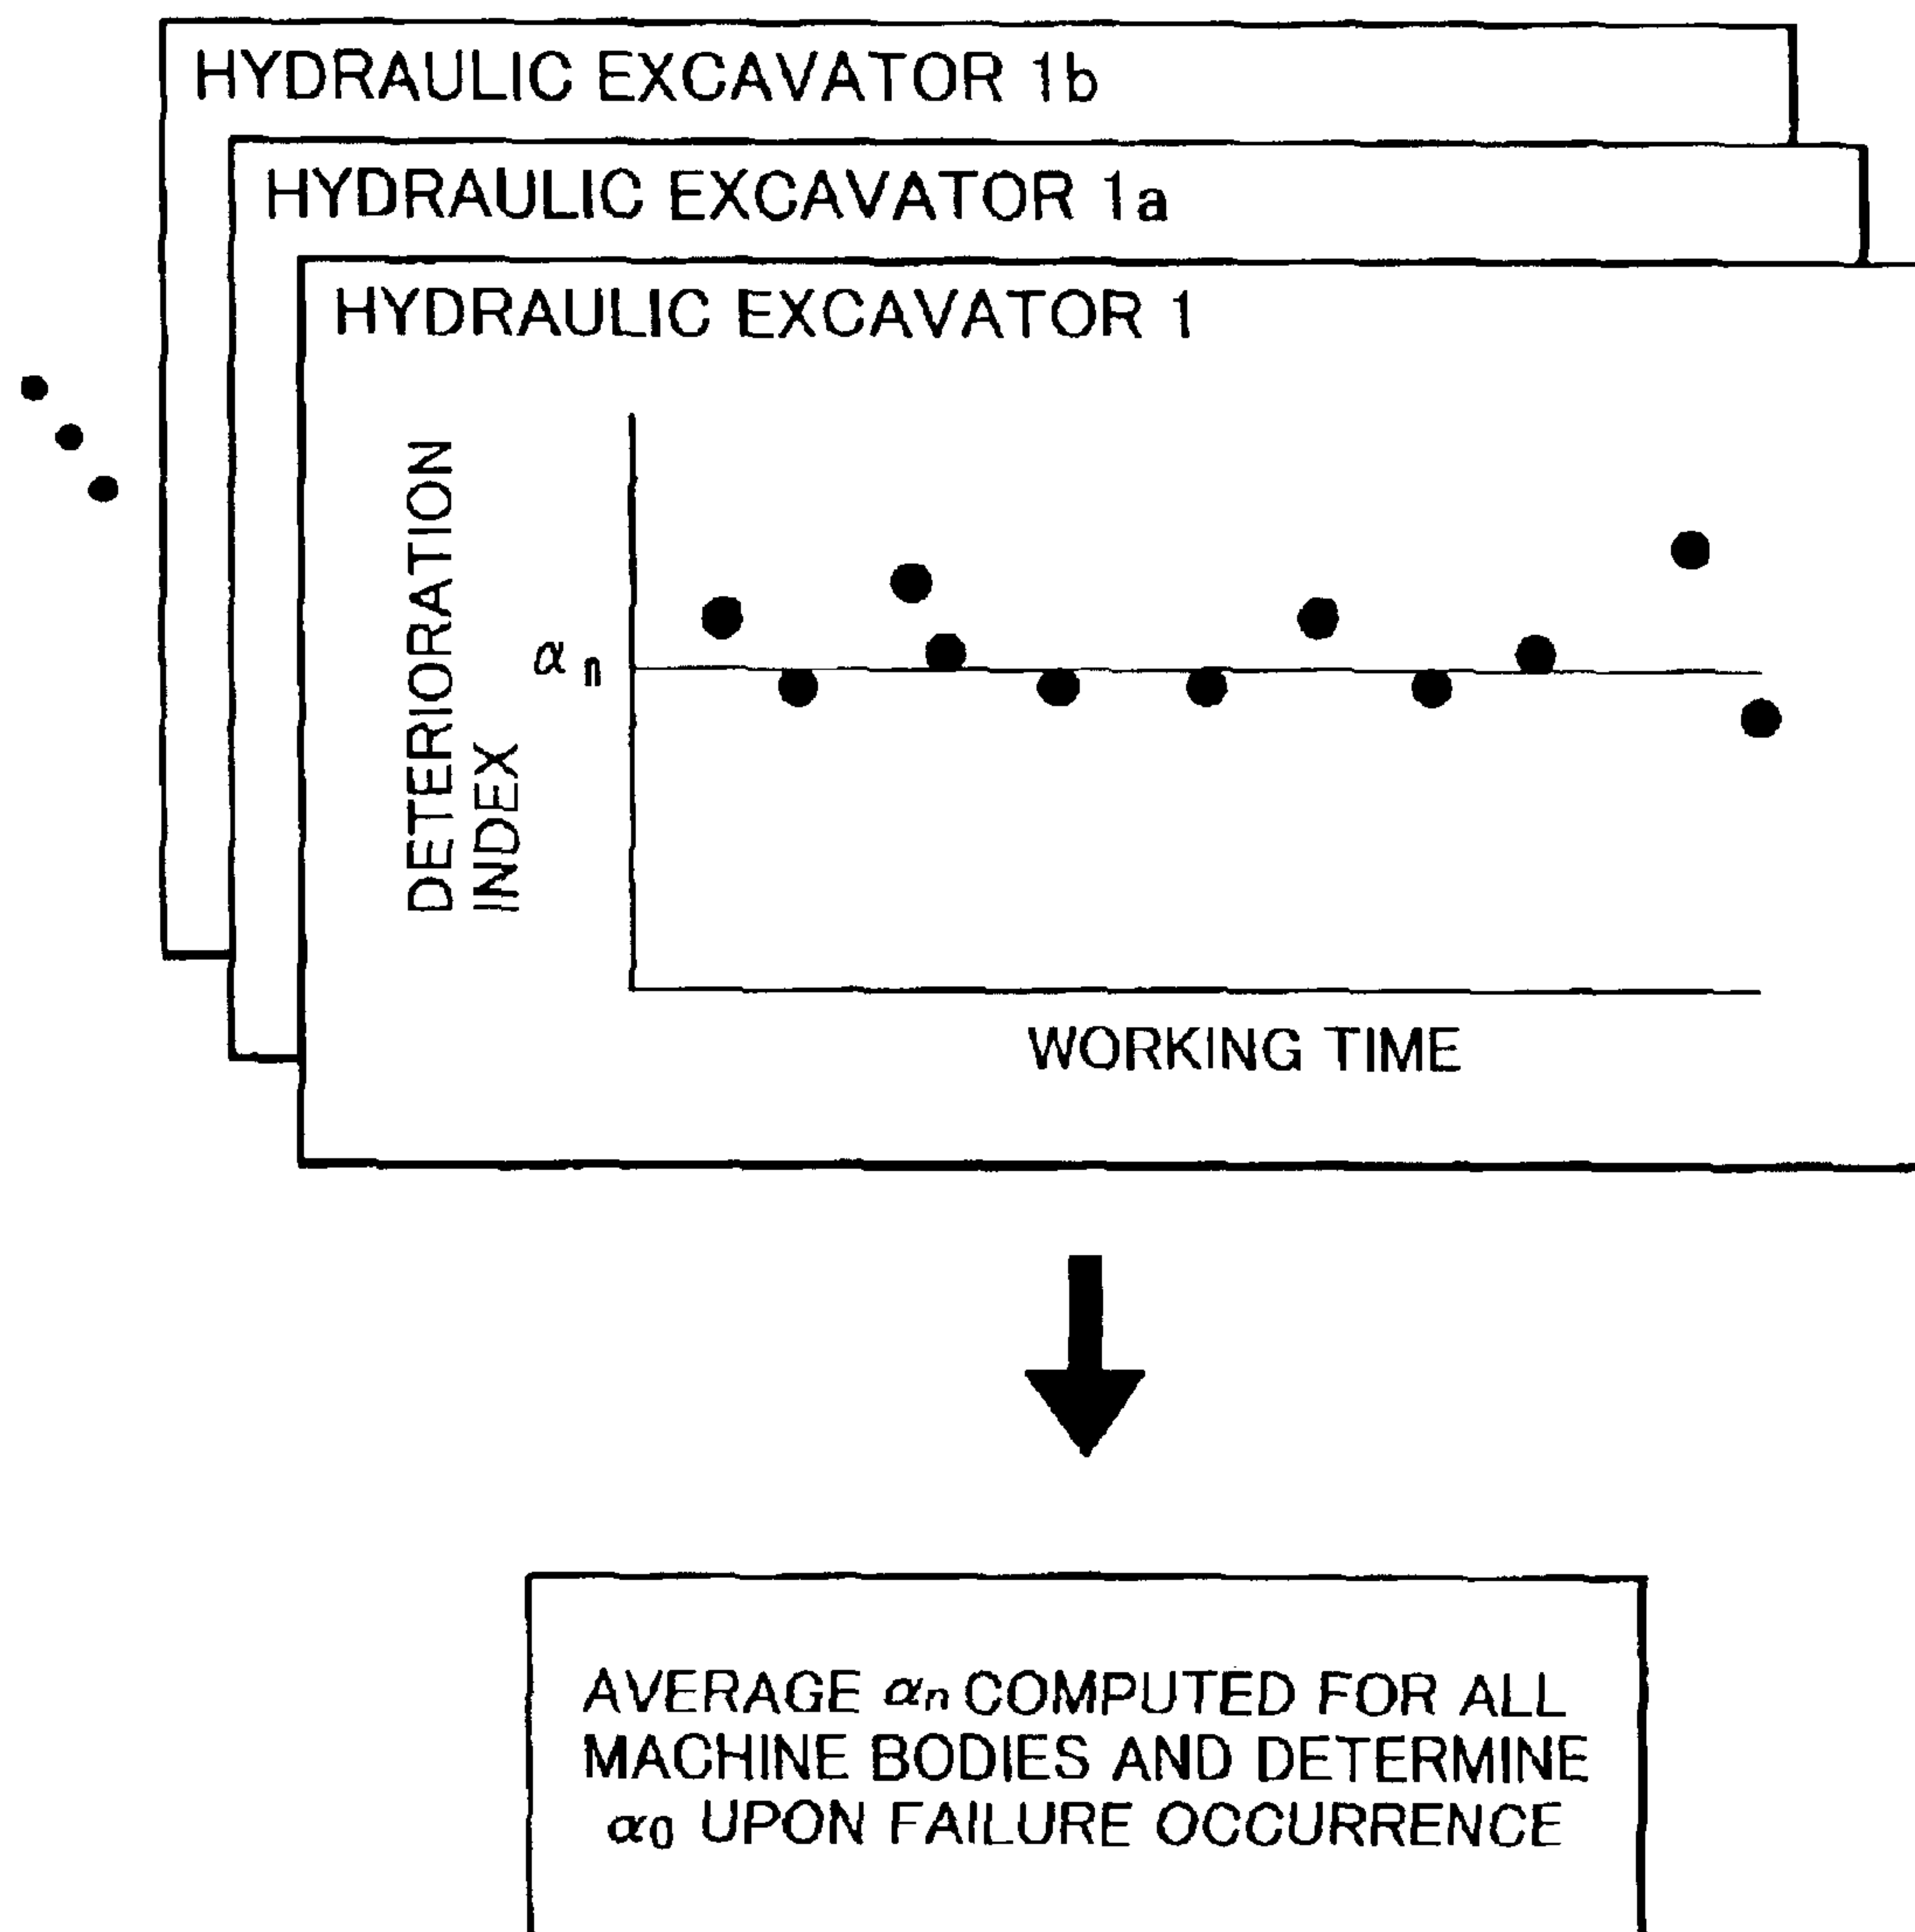 HYDRAULIC EXCAVATOR 1b
HYDRAULIC EXCAVATOR 1a
HYDRAULIC EXCAVATOR 1
DETERIORATION
INDEX
αn
WORKING TIME
AVERAGE αn COMPUTED FOR ALL
MACHINE BODIES AND DETERMINE
α0 UPON FAILURE OCCURRENCE